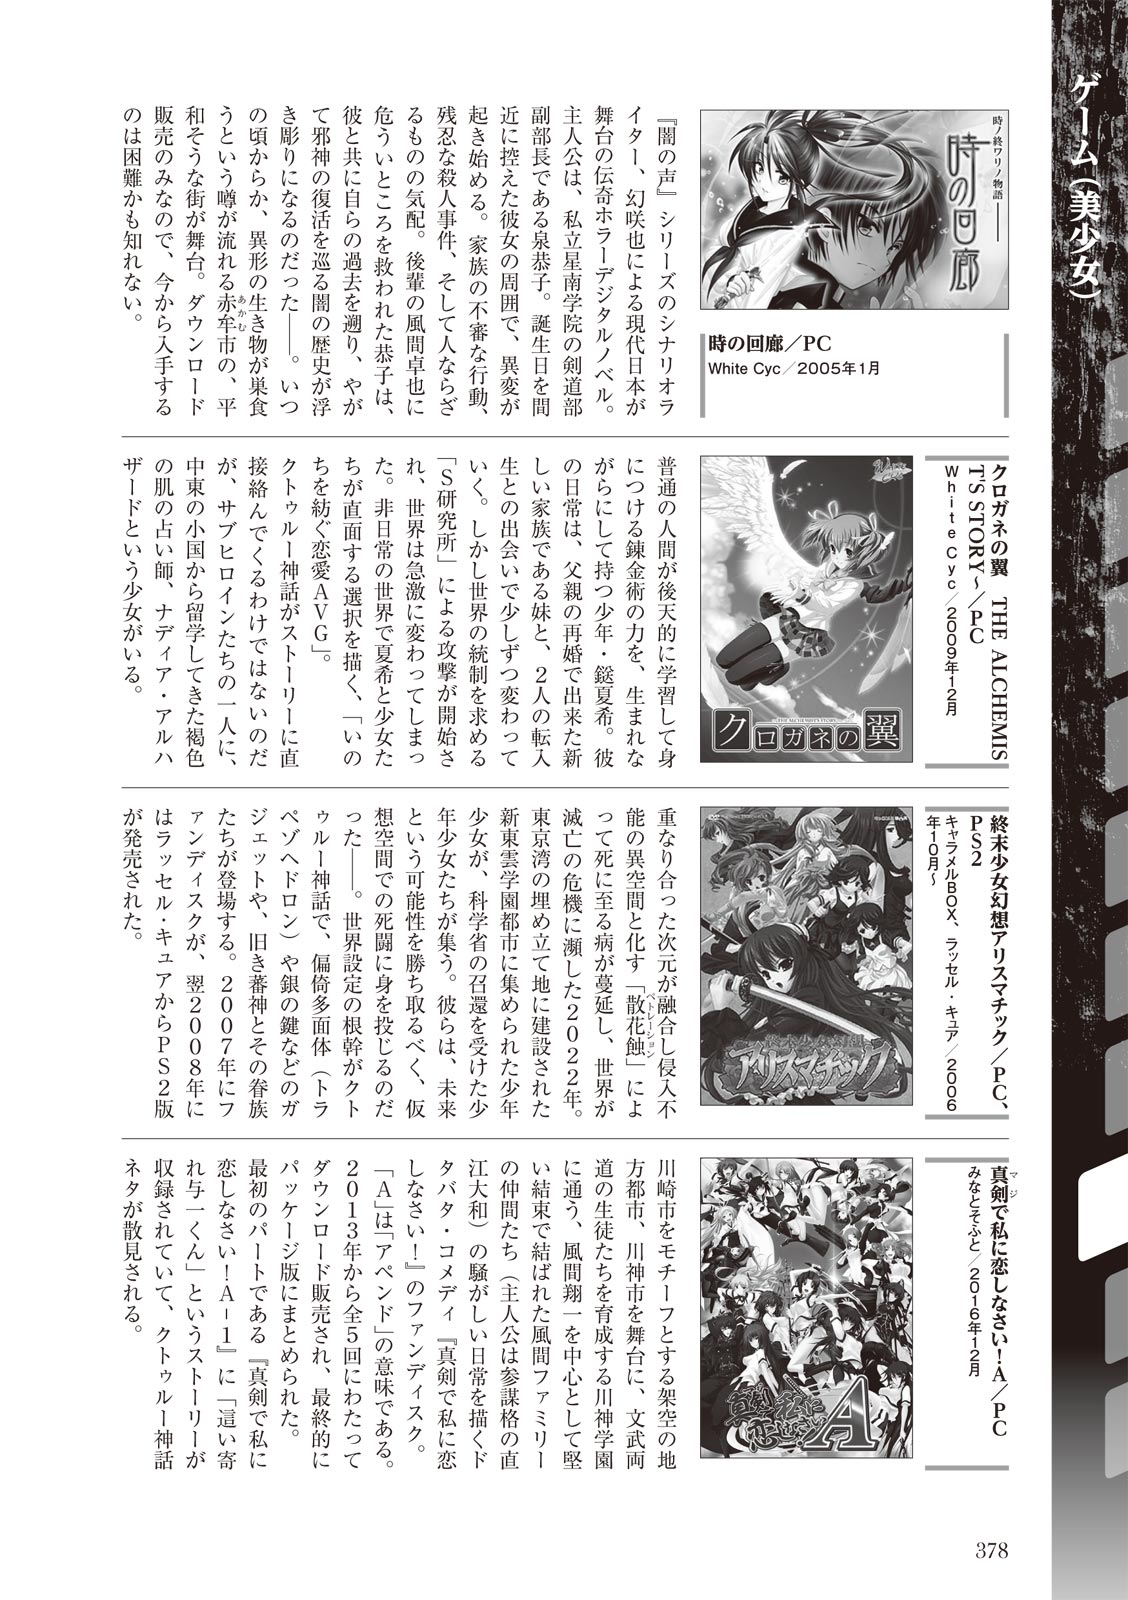 ゲーム(美少女)
時ノ終ワリノ物語――
時の回廊
時の回廊／PC
White Cyc／2005年1月
『闇の声』シリーズのシナリオラ
イター、幻咲也による現代日本が
舞台の伝奇ホラーデジタルノベル。
主人公は、私立星南学院の剣道部
副部長である泉恭子。誕生日を間
近に控えた彼女の周囲で、異変が
起き始める。家族の不審な行動、
残忍な殺人事件、そして人ならざ
るものの気配。後輩の風間卓也に
危ういところを救われた恭子は、
彼と共に自らの過去を遡り、やが
て邪神の復活を巡る闇の歴史が浮
き彫りになるのだった――。いつ
の頃からか、異形の生き物が巣食
うという噂が流れる赤牟市の、平
あかむ
和そうな街が舞台。ダウンロード
販売のみなので、今から入手する
のは困難かも知れない。
クロガネの翼　THE ALCHEMIS
T'S STORY～／PC
White Cyc／2009年12月
THE ALCHEMIST'S STORY
クロガネの翼
普通の人間が後天的に学習して身
につける錬金術の力を、生まれな
がらにして持つ少年・鎹夏希。彼
の日常は、父親の再婚で出来た新
しい家族である妹と、2人の転入
生との出会いで少しずつ変わって
いく。しかし世界の統制を求める
「S研究所」による攻撃が開始さ
れ、世界は急激に変わってしまっ
た。非日常の世界で夏希と少女た
ちが直面する選択を描く、「いの
ちを紡ぐ恋愛AVG」。
クトゥルー神話がストーリーに直
接絡んでくるわけではないのだ
が、サブヒロインたちの一人に、
中東の小国から留学してきた褐色
の肌の占い師、ナディア・アルハ
ザードという少女がいる。
終末少女幻想アリスマチック／PC、
PS2
キャラメルBOX、ラッセル・キュア／2006
年10月～
終末少女幻想
アリスマチック
重なり合った次元が融合し侵入不
能の異空間と化す「散花蝕」によ
ペトレーション
って死に至る病が蔓延し、世界が
滅亡の危機に瀕した2022年。
東京湾の埋め立て地に建設された
新東雲学園都市に集められた少年
少女が、科学省の召還を受けた少
年少女たちが集う。彼らは、未来
という可能性を勝ち取るべく、仮
想空間での死闘に身を投じるのだ
った――。世界設定の根幹がクト
ゥルー神話で、偏倚多面体（トラ
ペゾヘドロン）や銀の鍵などのガ
ジェットや、旧き蕃神とその眷族
たちが登場する。2007年にフ
ァンディスクが、翌2008年に
はラッセル・キュアからPS2版
が発売された。
真剣で私に恋しなさい！A／PC
マジ
みなとそふと／2016年12月
真剣で私に
恋しなさい!
A
川崎市をモチーフとする架空の地
方都市、川神市を舞台に、文武両
道の生徒たちを育成する川神学園
に通う、風間翔一を中心として堅
い結束で結ばれた風間ファミリー
の仲間たち（主人公は参謀格の直
江大和）の騒がしい日常を描くド
タバタ・コメディ『真剣で私に恋
しなさい！』のファンディスク。
「A」は「アペンド」の意味である。
2013年から全5回にわたって
ダウンロード販売され、最終的に
パッケージ版にまとめられた。
最初のパートである『真剣で私に
恋しなさい！A-1』に「這い寄
れ与一くん」というストーリーが
収録されていて、クトゥルー神話
ネタが散見される。
378